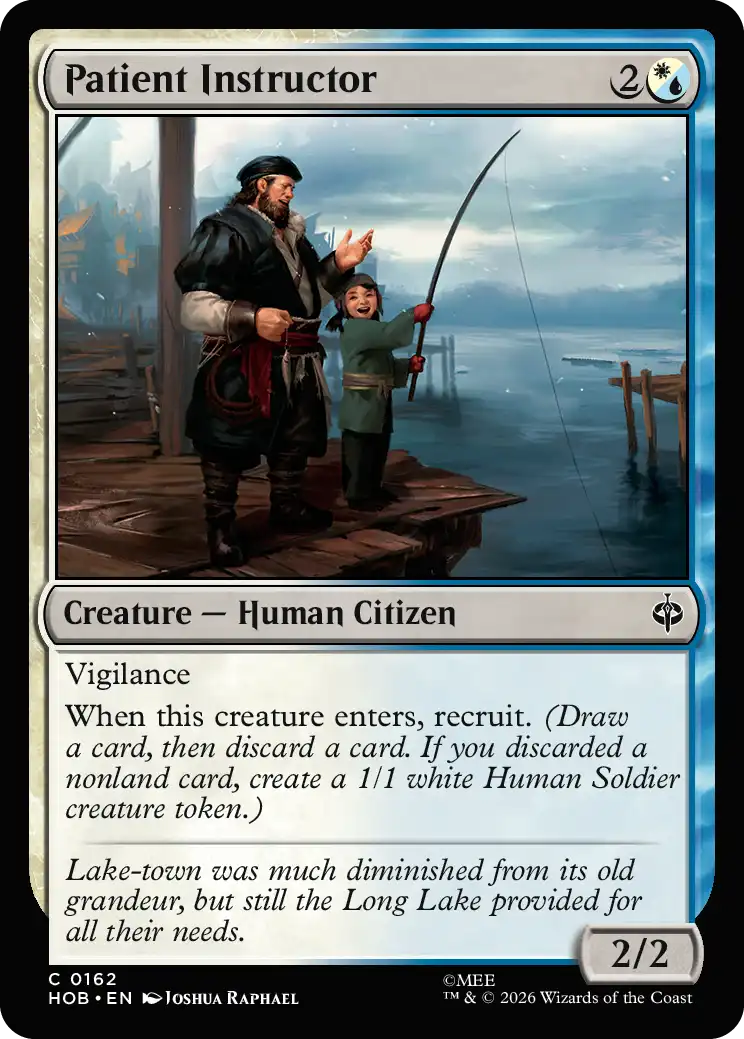 Patient Instructor 2
Creature — Human Citizen
Vigilance
When this creature enters, recruit. (Draw
a card, then discard a card. If you discarded a
nonland card, create a 1/1 white Human Soldier
creature token.)
Lake-town was much diminished from its old
grandeur, but still the Long Lake provided for
all their needs.
2/2
C 0162
HOB • EN Joshua Raphael
©MEE
™ & © 2026 Wizards of the Coast